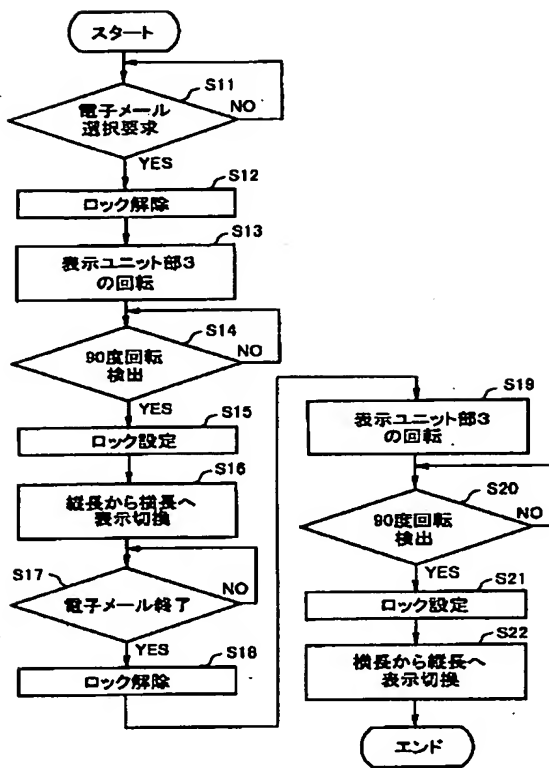 スタート
S11
電子メール
選択要求
NO
YES
S12
ロック解除
S13
表示ユニット部3
の回転
S14
90度回転
検出
NO
YES
S15
ロック設定
S16
縦長から横長へ
表示切換
S17
電子メール終了
NO
YES
S18
ロック解除
S19
表示ユニット部3
の回転
S20
90度回転
検出
NO
YES
S21
ロック設定
S22
横長から縦長へ
表示切換
エンド